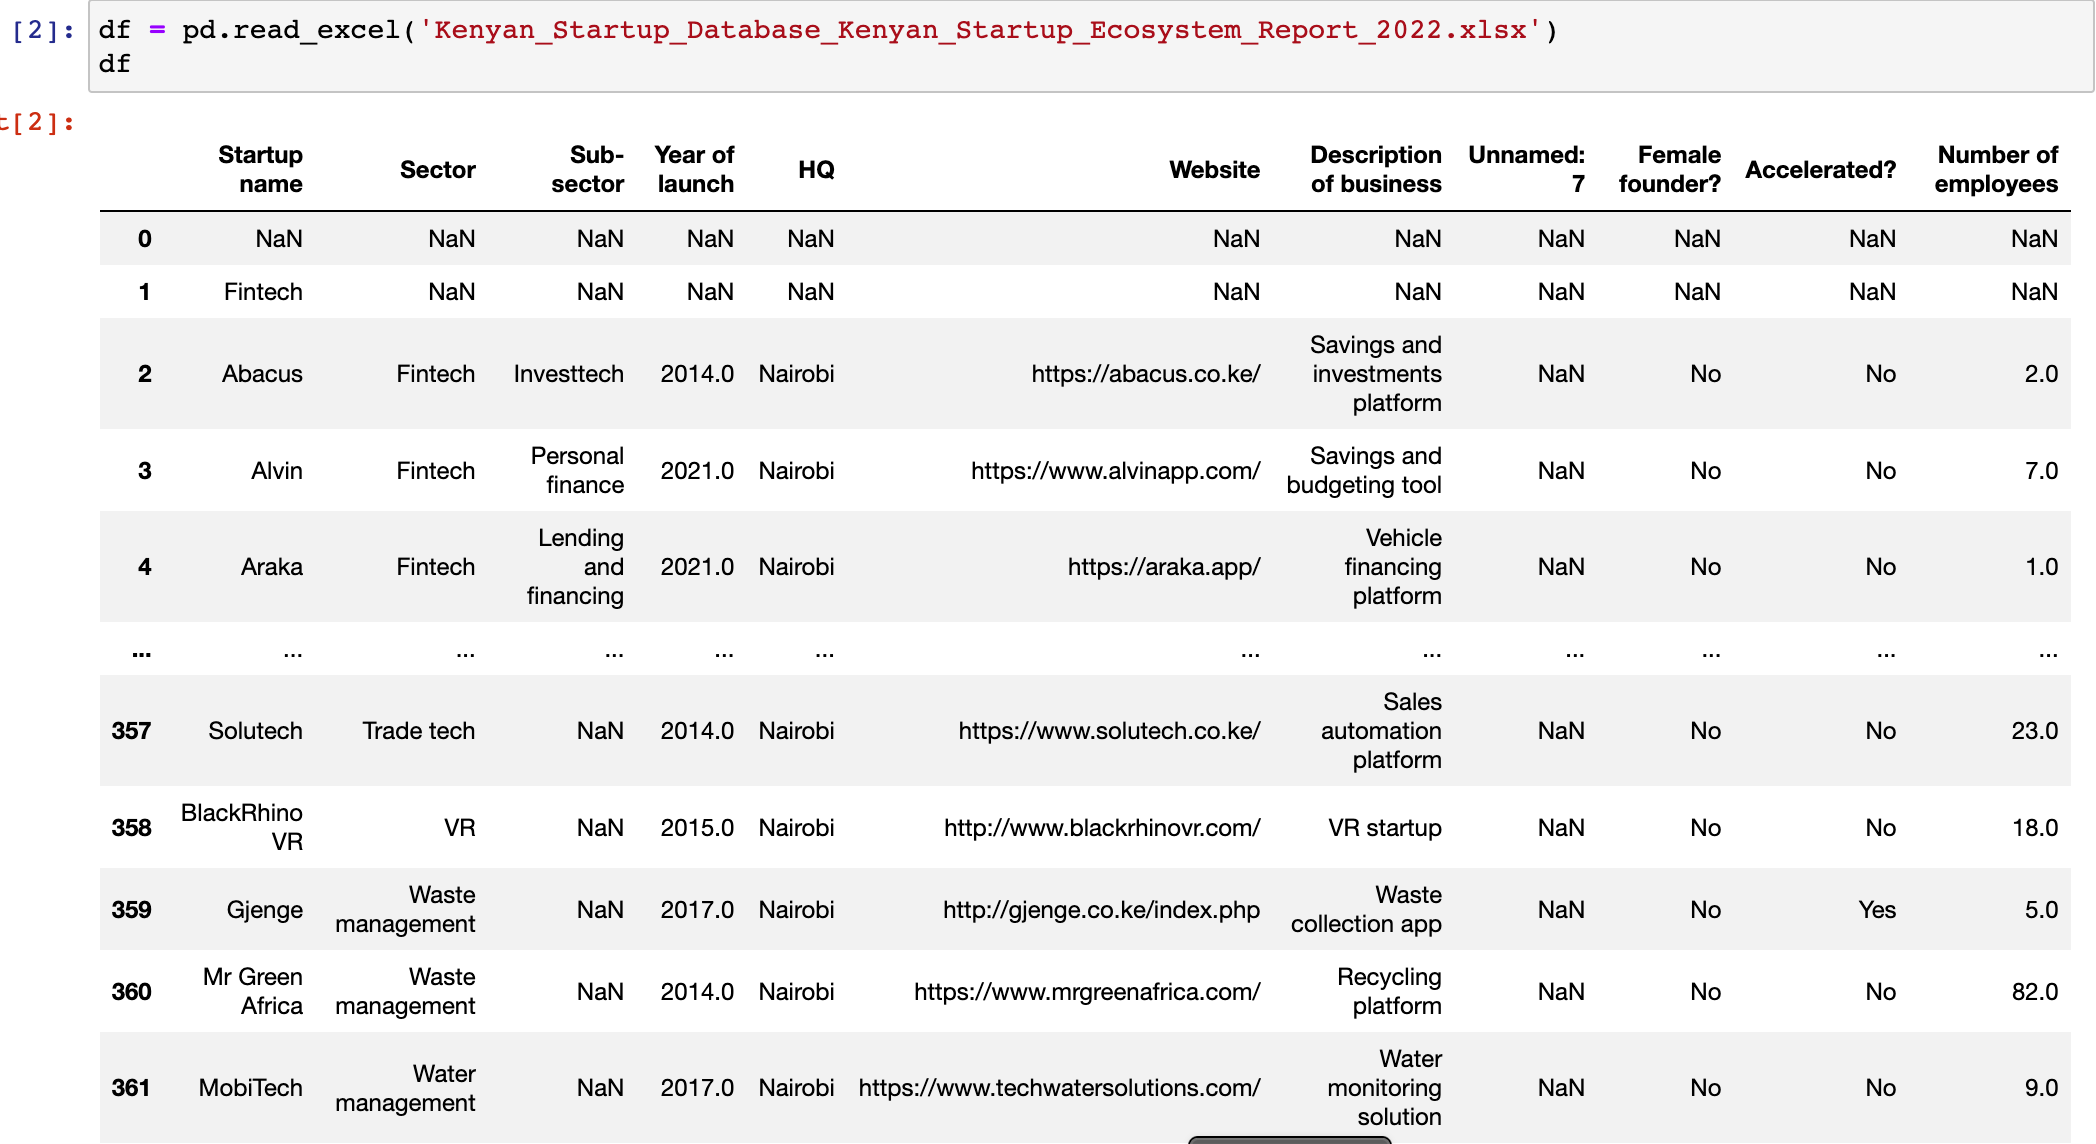 [2]: df = pd.read_excel('Kenyan_Startup_Database_Kenyan_Startup_Ecosystem_Report_2022.xlsx')
df
t[2]:
Startup name Sector Sub-sector Year of launch HQ Website Description of business Unnamed: 7 Female founder? Accelerated? Number of employees
0 NaN NaN NaN NaN NaN NaN NaN NaN NaN NaN NaN
1 Fintech NaN NaN NaN NaN NaN NaN NaN NaN NaN NaN
2 Abacus Fintech Investtech 2014.0 Nairobi https://abacus.co.ke/ Savings and investments platform NaN No No 2.0
3 Alvin Fintech Personal finance 2021.0 Nairobi https://www.alvinapp.com/ Savings and budgeting tool NaN No No 7.0
4 Araka Fintech Lending and financing 2021.0 Nairobi https://araka.app/ Vehicle financing platform NaN No No 1.0
... ... ... ... ... ... ... ... ... ... ... ...
357 Solutech Trade tech NaN 2014.0 Nairobi https://www.solutech.co.ke/ Sales automation platform NaN No No 23.0
358 BlackRhino VR VR NaN 2015.0 Nairobi http://www.blackrhinovr.com/ VR startup NaN No No 18.0
359 Gjenge Waste management NaN 2017.0 Nairobi http://gjenge.co.ke/index.php Waste collection app NaN No Yes 5.0
360 Mr Green Africa Waste management NaN 2014.0 Nairobi https://www.mrgreenafrica.com/ Recycling platform NaN No No 82.0
361 MobiTech Water management NaN 2017.0 Nairobi https://www.techwatersolutions.com/ Water monitoring solution NaN No No 9.0